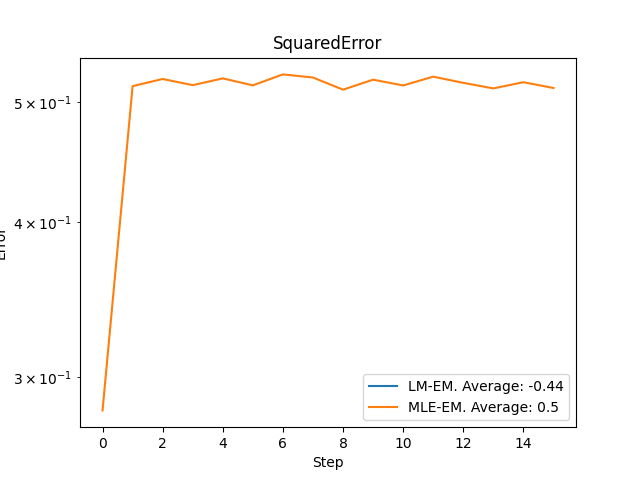 SquaredError
5 × 10⁻¹
4 × 10⁻¹
3 × 10⁻¹
Error
LM-EM. Average: -0.44
MLE-EM. Average: 0.5
0 2 4 6 8 10 12 14
Step